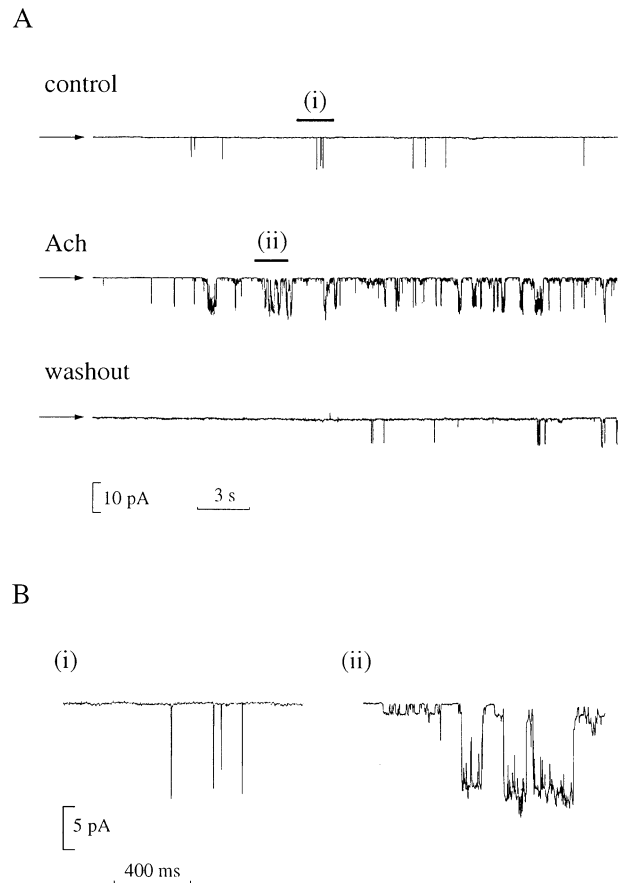 A
control
(i)
Ach
(ii)
washout
10 pA
3 s
B
(i)
(ii)
5 pA
400 ms